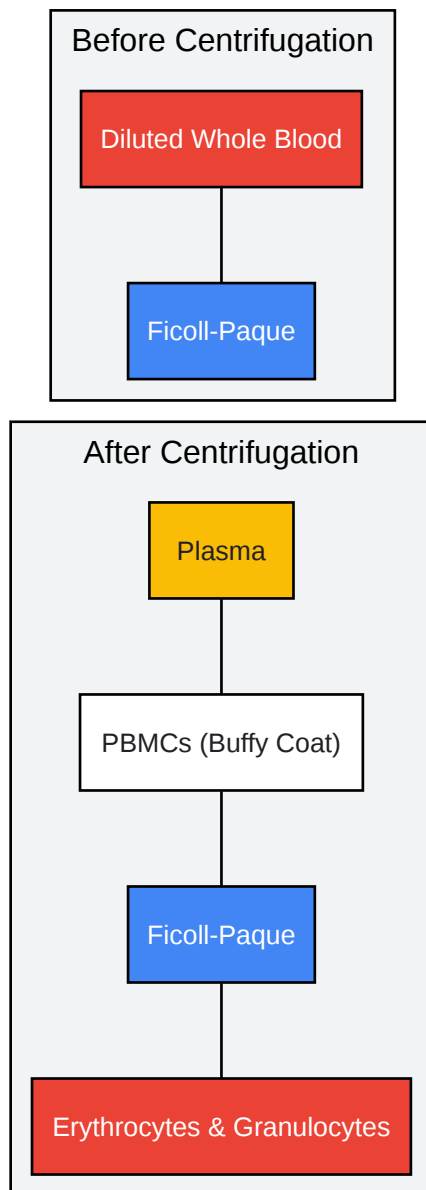 Before Centrifugation
Diluted Whole Blood
Ficoll-Paque
After Centrifugation
Plasma
PBMCs (Buffy Coat)
Ficoll-Paque
Erythrocytes & Granulocytes